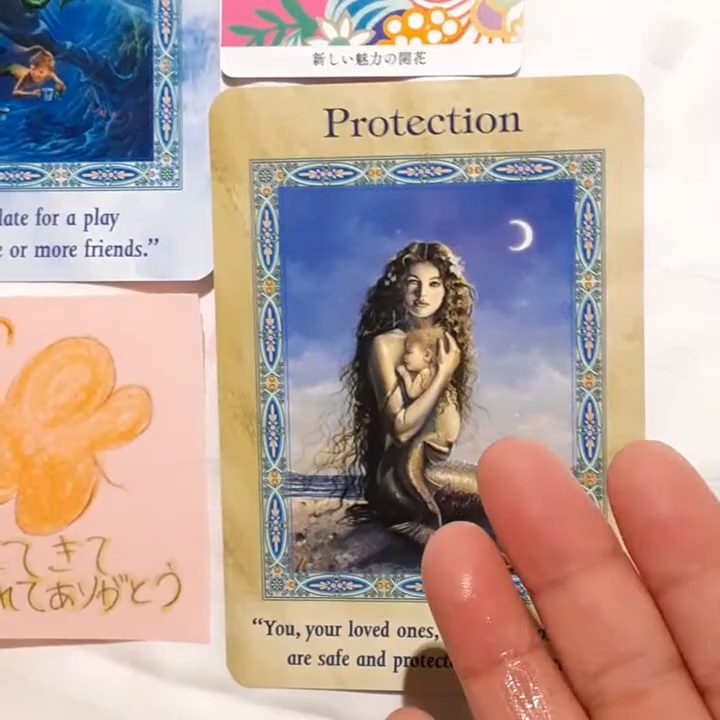 新しい魅力の開花
Protection
late for a play
or more friends.”
“You, your loved ones,
are safe and
てきて
れてありがとう